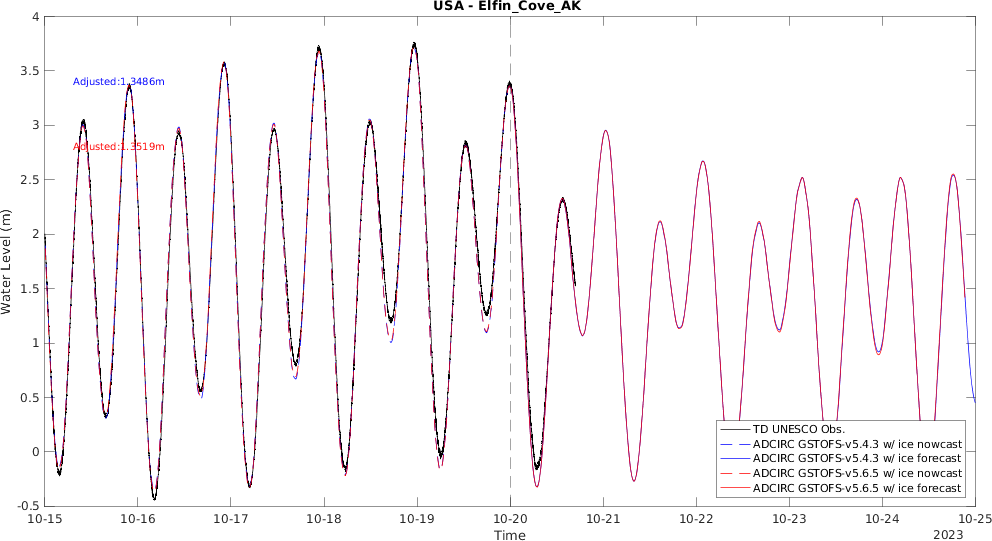 USA - Elfin_Cove_AK
4
3.5
3
2.5
2
1.5
1
0.5
0
-0.5
Water Level (m)
Adjusted:1.3486m
Adjusted:1.3519m
TD UNESCO Obs.
ADCIRC GSTOFS-v5.4.3 w/ ice nowcast
ADCIRC GSTOFS-v5.4.3 w/ ice forecast
ADCIRC GSTOFS-v5.6.5 w/ ice nowcast
ADCIRC GSTOFS-v5.6.5 w/ ice forecast
10-15 10-16 10-17 10-18 10-19 10-20 10-21 10-22 10-23 10-24 10-25
Time
2023